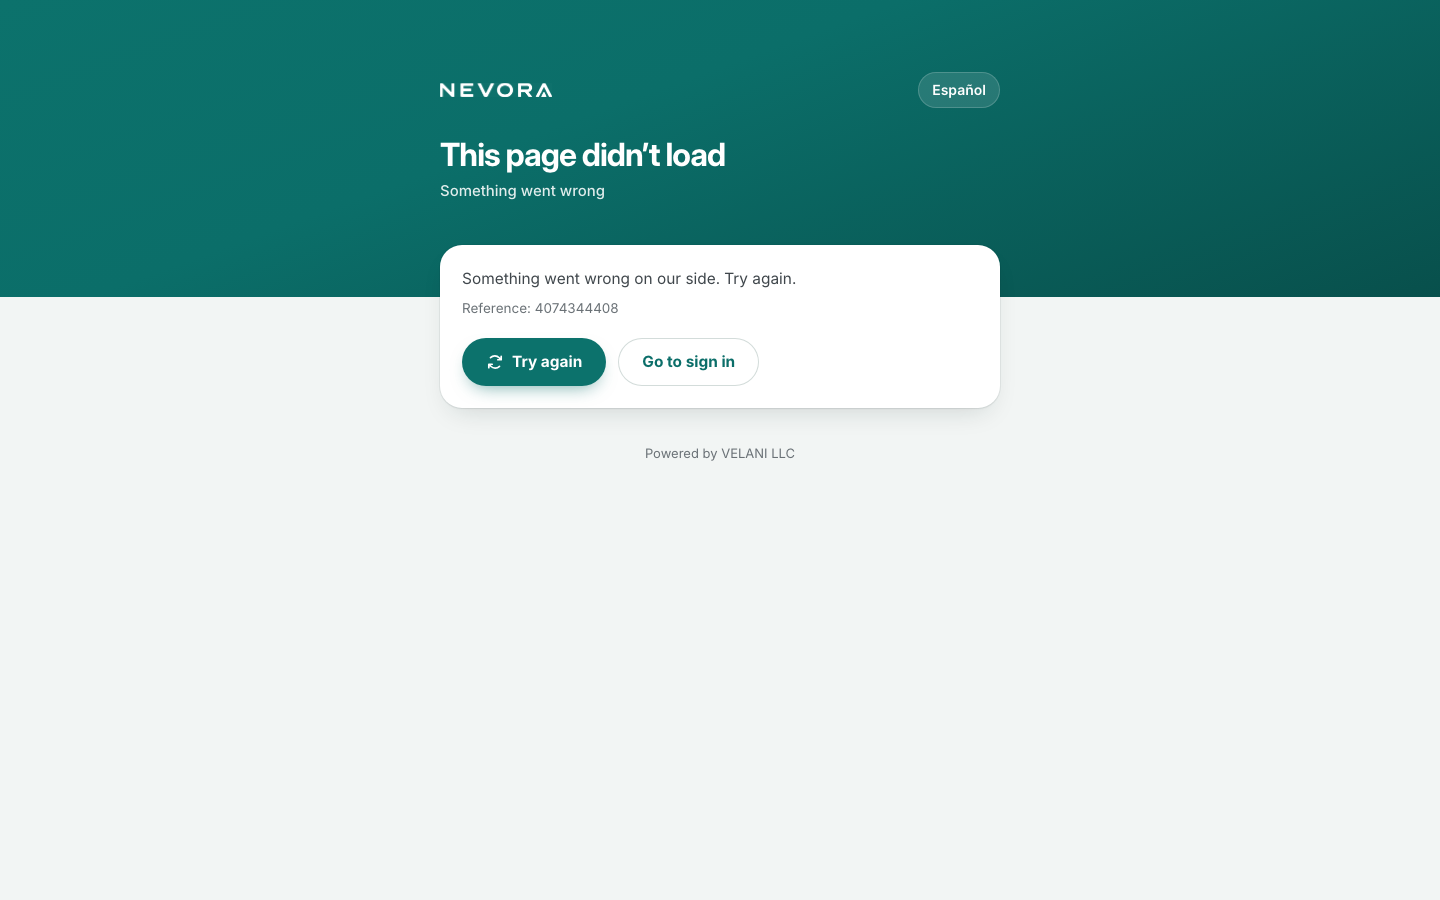 NEVORA
Español
This page didn’t load
Something went wrong
Something went wrong on our side. Try again.
Reference: 4074344408
Try again
Go to sign in
Powered by VELANI LLC